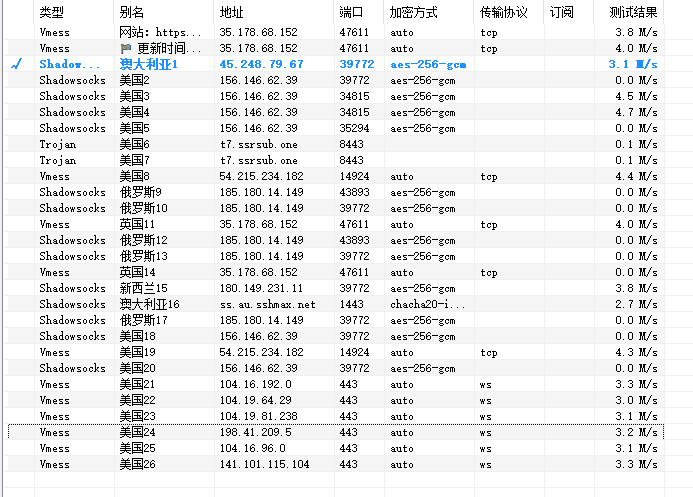 类型 别名 地址 端口 加密方式 传输协议 订阅 测试结果
Vmess 网站：https... 35.178.68.152 47611 auto tcp 3.8 M/s
Vmess 更新时间... 35.178.68.152 47611 auto tcp 4.0 M/s
Shadow... 澳大利亚1 45.248.79.67 39772 aes-256-gcm 3.1 M/s
Shadowsocks 美国2 156.146.62.39 39772 aes-256-gcm 0.0 M/s
Shadowsocks 美国3 156.146.62.39 34815 aes-256-gcm 4.5 M/s
Shadowsocks 美国4 156.146.62.39 34815 aes-256-gcm 4.7 M/s
Shadowsocks 美国5 156.146.62.39 35294 aes-256-gcm 0.0 M/s
Trojan 美国6 t7.ssrsub.one 8443 0.1 M/s
Trojan 美国7 t7.ssrsub.one 8443 0.1 M/s
Vmess 美国8 54.215.234.182 14924 auto tcp 4.4 M/s
Shadowsocks 俄罗斯9 185.180.14.149 43893 aes-256-gcm 0.0 M/s
Shadowsocks 俄罗斯10 185.180.14.149 39772 aes-256-gcm 0.0 M/s
Vmess 英国11 35.178.68.152 47611 auto tcp 4.0 M/s
Shadowsocks 俄罗斯12 185.180.14.149 43893 aes-256-gcm 0.0 M/s
Shadowsocks 俄罗斯13 185.180.14.149 39772 aes-256-gcm 0.0 M/s
Vmess 英国14 35.178.68.152 47611 auto tcp 0.0 M/s
Shadowsocks 新西兰15 180.149.231.11 39772 aes-256-gcm 3.8 M/s
Shadowsocks 澳大利亚16 ss.au.sshmax.net 1443 chacha20-i... 2.7 M/s
Shadowsocks 俄罗斯17 185.180.14.149 39772 aes-256-gcm 0.0 M/s
Shadowsocks 美国18 156.146.62.39 39772 aes-256-gcm 0.0 M/s
Vmess 美国19 54.215.234.182 14924 auto tcp 4.3 M/s
Shadowsocks 美国20 156.146.62.39 39772 aes-256-gcm 0.0 M/s
Vmess 美国21 104.16.192.0 443 auto ws 3.3 M/s
Vmess 美国22 104.19.64.29 443 auto ws 3.0 M/s
Vmess 美国23 104.19.81.238 443 auto ws 3.1 M/s
Vmess 美国24 198.41.209.5 443 auto ws 3.2 M/s
Vmess 美国25 104.16.96.0 443 auto ws 3.1 M/s
Vmess 美国26 141.101.115.104 443 auto ws 3.3 M/s